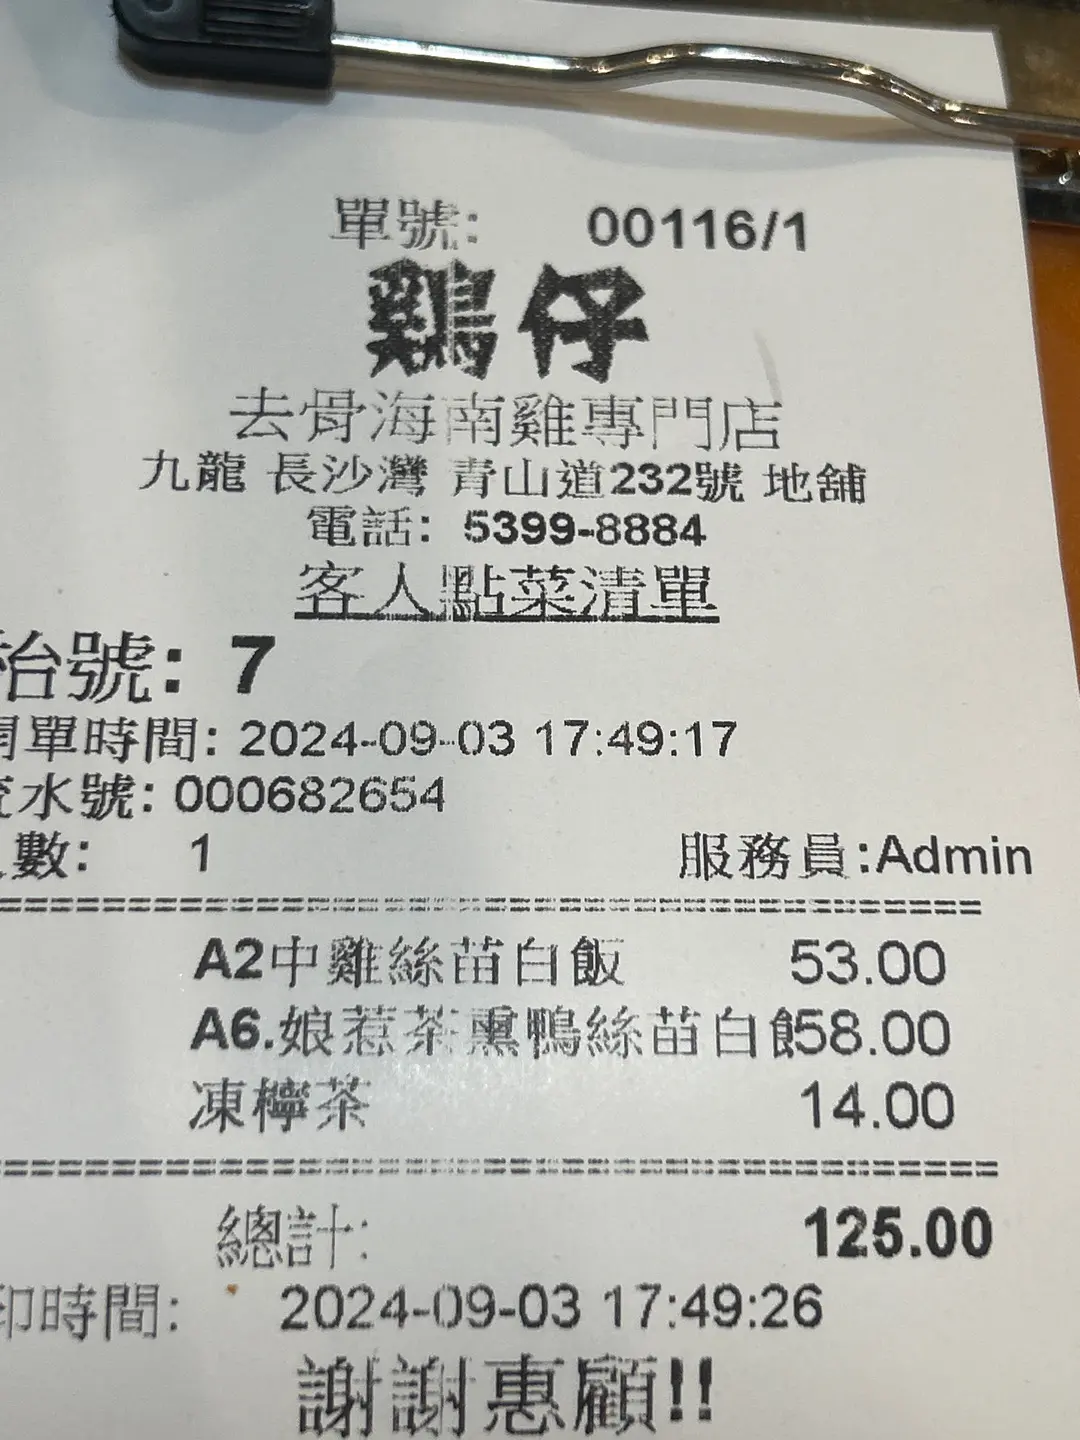 單號: 00116/1
鷄仔
去骨海南雞專門店
九龍 長沙灣 青山道232號 地舖
電話: 5399-8884
客人點菜清單
枱號: 7
開單時間: 2024-09-03 17:49:17
流水號: 000682654
人數: 1 服務員:Admin
A2中雞絲苗白飯 53.00
A6.娘惹茶熏鴨絲苗白飯58.00
凍檸茶 14.00
總計: 125.00
印時間: 2024-09-03 17:49:26
謝謝惠顧!!